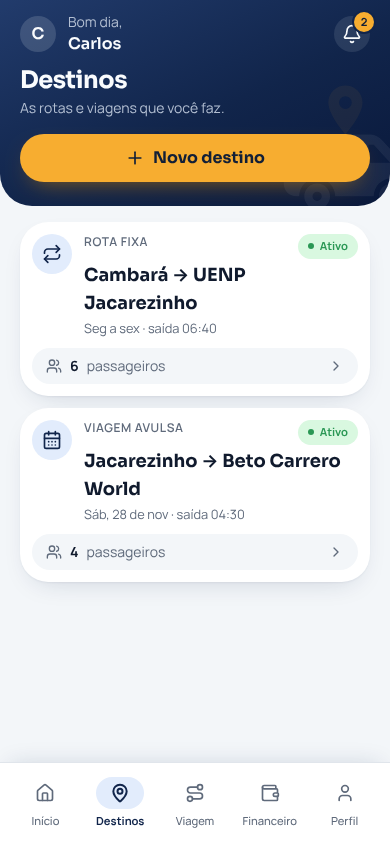 C
Bom dia,
Carlos
2
Destinos
As rotas e viagens que você faz.
Novo destino
ROTA FIXA
Ativo
Cambará → UENP
Jacarezinho
Seg a sex · saída 06:40
6 passageiros
VIAGEM AVULSA
Ativo
Jacarezinho → Beto Carrero
World
Sáb, 28 de nov · saída 04:30
4 passageiros
Início
Destinos
Viagem
Financeiro
Perfil